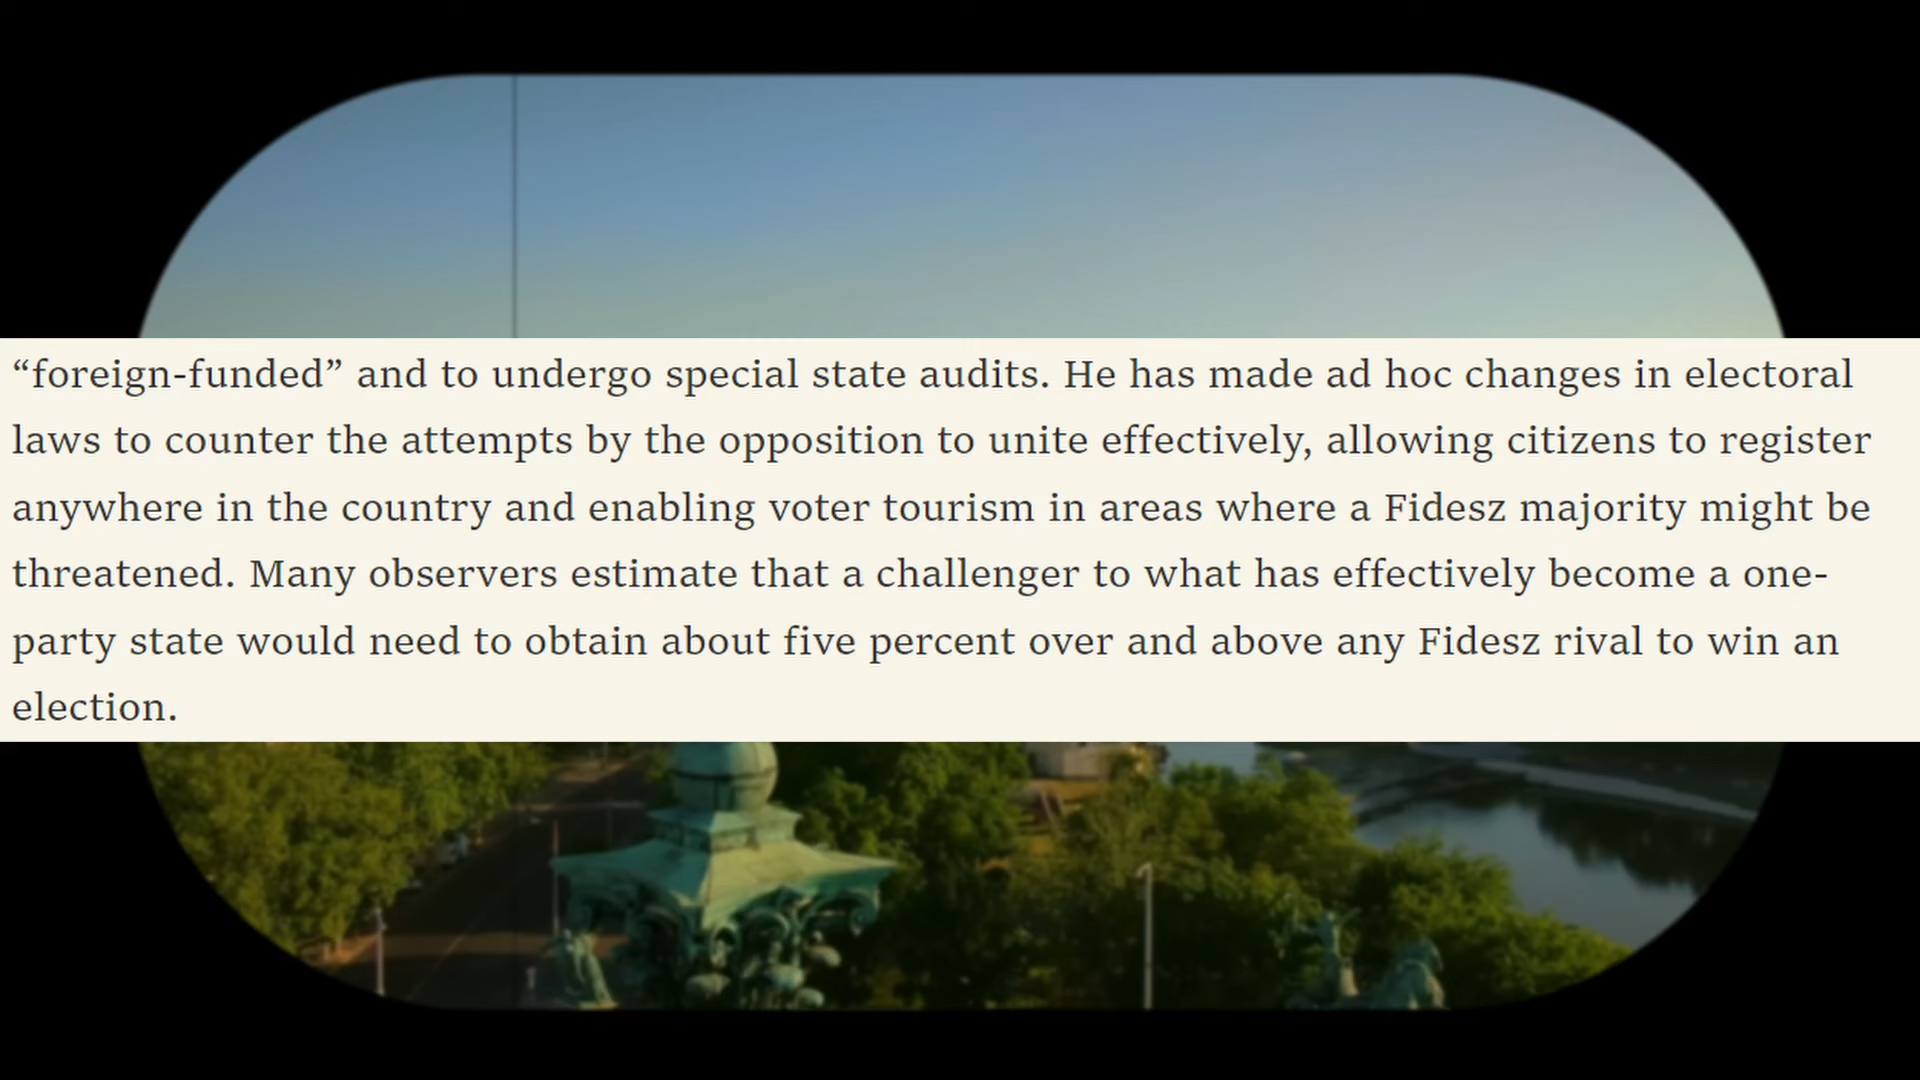 “foreign-funded” and to undergo special state audits. He has made ad hoc changes in electoral
laws to counter the attempts by the opposition to unite effectively, allowing citizens to register
anywhere in the country and enabling voter tourism in areas where a Fidesz majority might be
threatened. Many observers estimate that a challenger to what has effectively become a one-
party state would need to obtain about five percent over and above any Fidesz rival to win an
election.